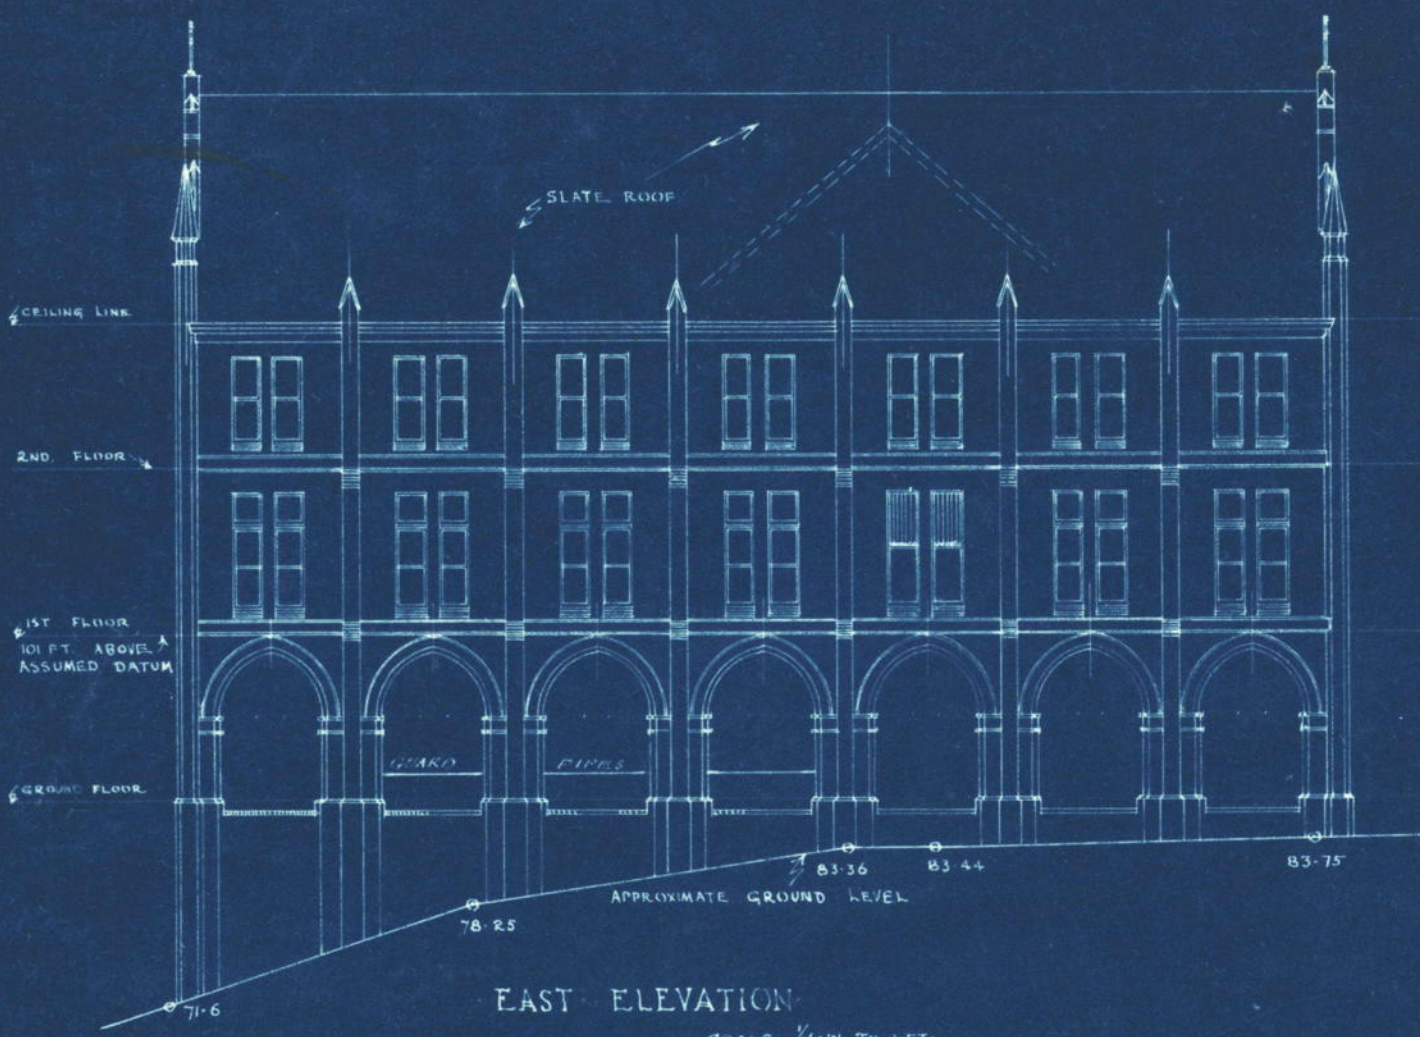 SLATE ROOF
CEILING LINE
2ND. FLOOR
1ST FLOOR
101 FT. ABOVE
ASSUMED DATUM
GUARD PIPES
GROUND FLOOR
83·36
83·44
83·75
APPROXIMATE GROUND LEVEL
78·25
71·6
EAST ELEVATION